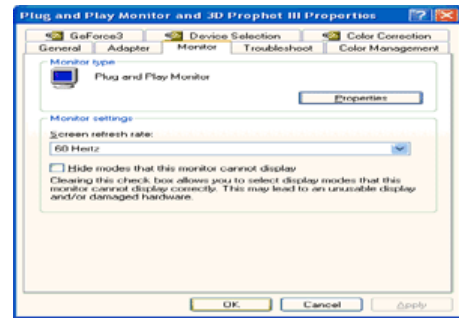 Plug and Play Monitor and 3D Prophet III Properties
GeForce3 Device Selection Color Correction
General Adapter Monitor Troubleshoot Color Management
Monitor type
Plug and Play Monitor
Properties
Monitor settings
Screen refresh rate:
60 Hertz
Hide modes that this monitor cannot display
Clearing this check box allows you to select display modes that this
monitor cannot display correctly. This may lead to an unusable display
and/or damaged hardware.
OK Cancel Apply